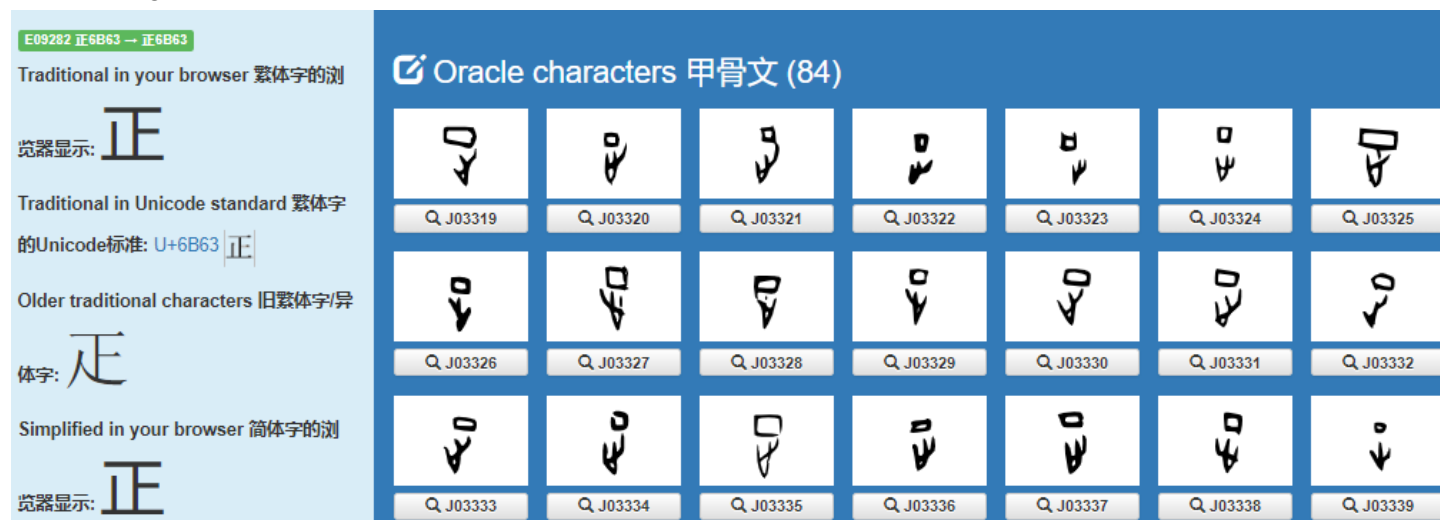 E09282 正6B63 → 正6B63
Traditional in your browser 繁体字的浏
览器显示: 正
Traditional in Unicode standard 繁体字
的Unicode标准: U+6B63 正
Older traditional characters 旧繁体字/异
体字:
Simplified in your browser 简体字的浏
览器显示: 正
Oracle characters 甲骨文 (84)
J03319 J03320 J03321 J03322 J03323 J03324 J03325
J03326 J03327 J03328 J03329 J03330 J03331 J03332
J03333 J03334 J03335 J03336 J03337 J03338 J03339